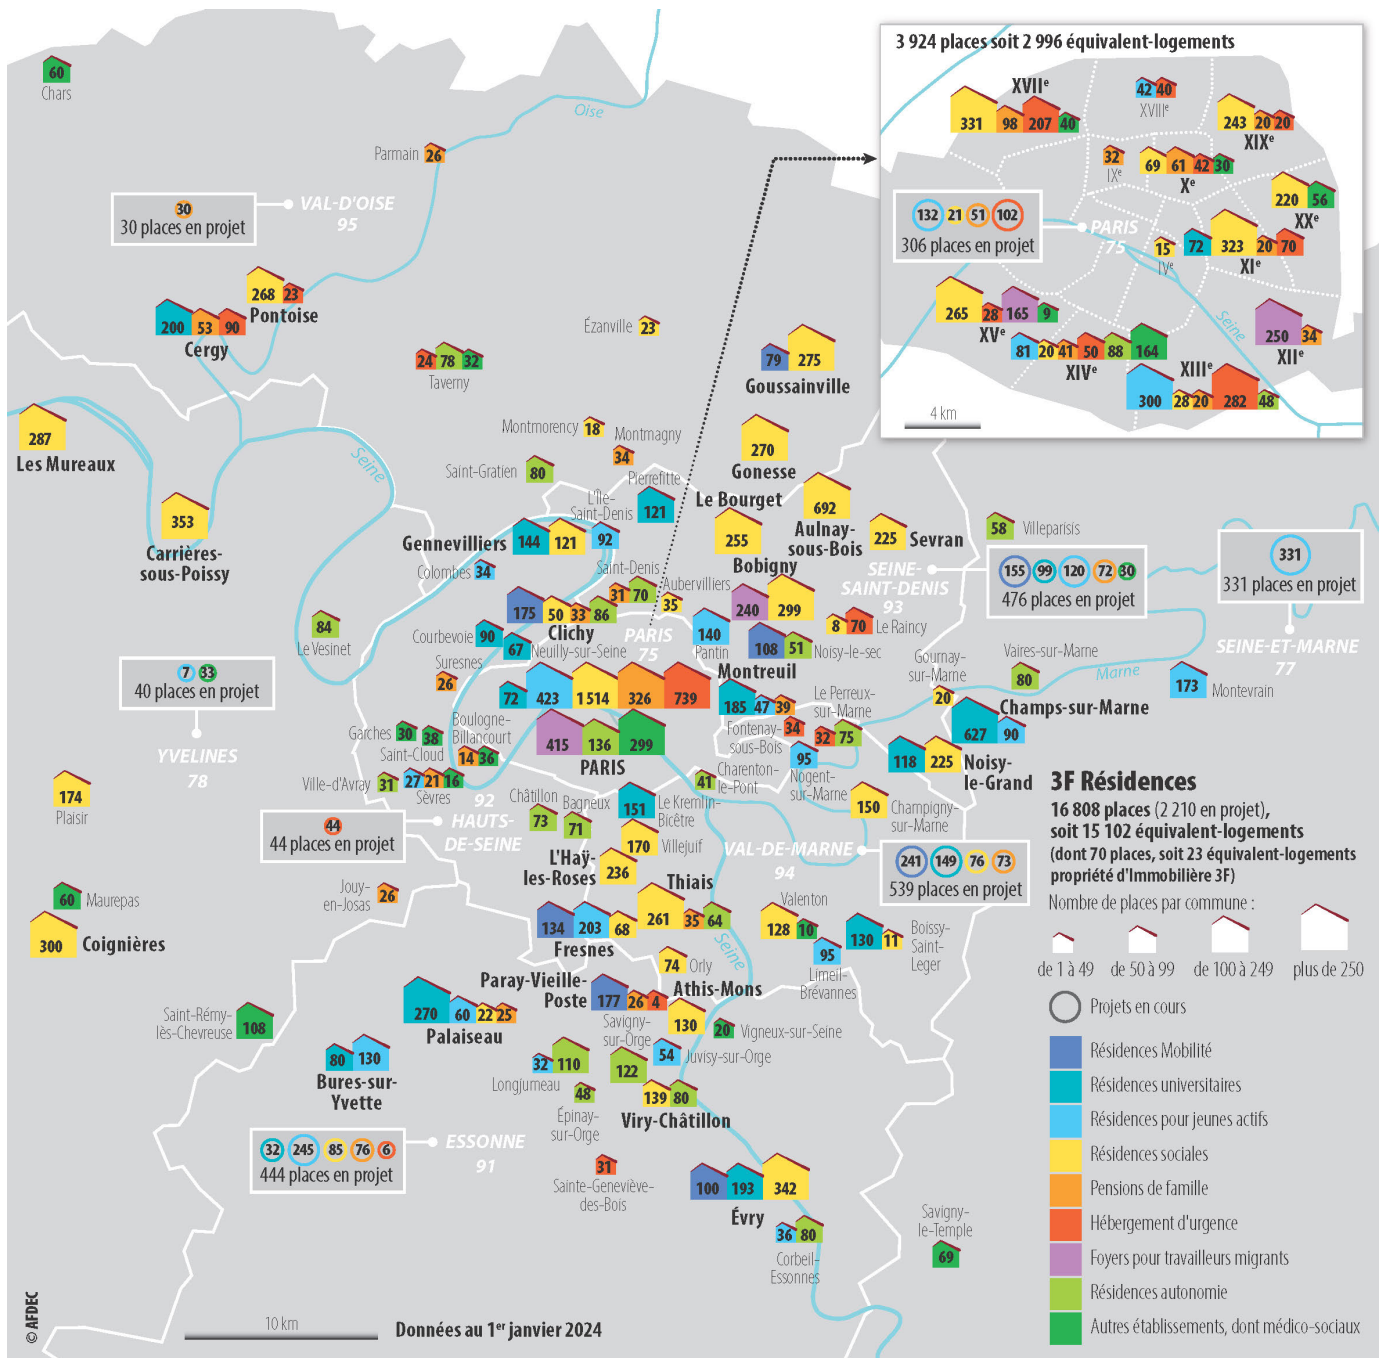 3 924 places soit 2 996 équivalent-logements
XVIIe
331 98 207 40
42 40
XVIIIe
243 20 20
XIXe
32
IXe
69 61 42 30
Xe
220 56
XXe
132 21 51 102
306 places en projet
PARIS
75
15
IVe
72 323 20 70
XIe
265 28 165 9
XVe
81 20 41 50 88 164
XIVe
XIIIe
300 28 20 282 48
250 34
XIIe
Seine
4 km
60
Chars
Oise
Parmain 26
30
30 places en projet
VAL-D'OISE
95
268 23
Pontoise
200 53 90
Cergy
Ézanville 23
24 78 32
Taverny
79 275
Goussainville
287
Les Mureaux
Seine
Montmorency 18
Montmagny
34
Saint-Gratien 80
270
Gonesse
Pierrefitte
121
L'Île-
Saint-Denis
92
Le Bourget
255
Bobigny
692
Aulnay-
sous-Bois
225 Sevran
58 Villeparisis
353
Carrières-
sous-Poissy
Gennevilliers 144 121
Colombes 34
Saint-Denis
31 70
Aubervilliers
35
SEINE-
SAINT-DENIS
93
155 99 120 72 30
476 places en projet
331
331 places en projet
SEINE-ET-MARNE
77
84
Le Vesinet
175 50 33 86
Clichy
PARIS
75
240 299
140
Pantin
108 51
Montreuil
Noisy-le-sec
8 70 Le Raincy
Courbevoie 90
67
Neuilly-sur-Seine
Suresnes
26
7 33
40 places en projet
YVELINES
78
72 423 1 514 326 739
415 136 299
PARIS
185 47 39
Fontenay-
sous-Bois
34
Le Perreux-
sur-Marne
32 75
95
Nogent-
sur-Marne
Gournay-
sur-Marne
20
Vaires-sur-Marne
80
Champs-sur-Marne
Marne
173 Montevrain
627 90
118 225 Noisy-
le-Grand
Garches 30
38
Saint-Cloud
Boulogne-
Billancourt
14 36
Ville-d'Avray 31
27 21 16
Sèvres
92
HAUTS-
DE-SEINE
44
44 places en projet
174
Plaisir
Châtillon
73
Bagneux
71
151 Le Kremlin-
Bicêtre
41 Charenton-
le-Pont
170 Villejuif
150 Champigny-
sur-Marne
VAL-DE-MARNE
94
241 149 76 73
539 places en projet
L'Haÿ-
les-Roses 236
60 Maurepas
300 Coignières
Jouy-
en-Josas
26
Thiais
261 35 64
134 203 68
Fresnes
Seine
Valenton
128 10
95
Limeil-
Brévannes
130 11
Boissy-
Saint-
Leger
74 Orly
Paray-Vieille-
Poste 177 26 4
Savigny-
sur-Orge
Athis-Mons
130
20 Vigneux-sur-Seine
54 Juvisy-sur-Orge
Saint-Rémy-
lès-Chevreuse 108
270 60 22 25
Palaiseau
80 130
Bures-sur-
Yvette
32 110
Longjumeau
48
Épinay-
sur-Orge
122
139 80
Viry-Châtillon
32 245 85 76 6
444 places en projet
ESSONNE
91
31
Sainte-Geneviève-
des-Bois
100 193 342
Évry
36 80
Corbeil-
Essonnes
Savigny-
le-Temple
69
3F Résidences
16 808 places (2 210 en projet),
soit 15 102 équivalent-logements
(dont 70 places, soit 23 équivalent-logements
propriété d'Immobilière 3F)
Nombre de places par commune :
de 1 à 49 de 50 à 99 de 100 à 249 plus de 250
Projets en cours
Résidences Mobilité
Résidences universitaires
Résidences pour jeunes actifs
Résidences sociales
Pensions de famille
Hébergement d'urgence
Foyers pour travailleurs migrants
Résidences autonomie
Autres établissements, dont médico-sociaux
© AFDEC
10 km
Données au 1er janvier 2024